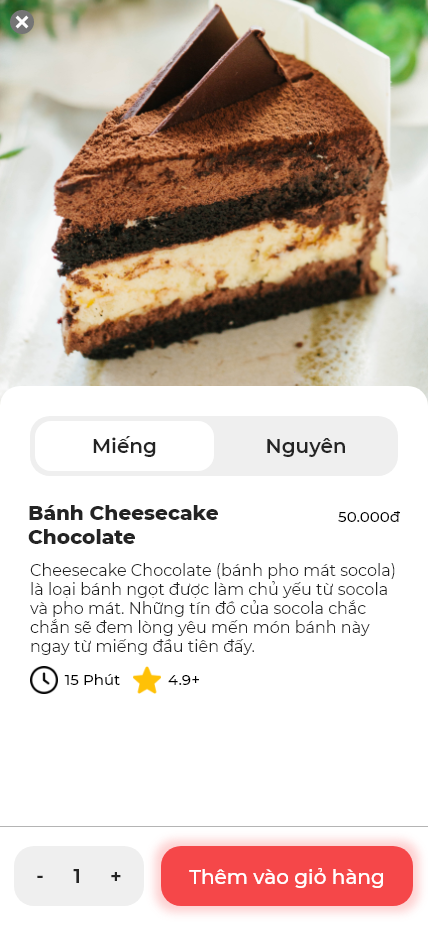 Miếng
Nguyên
Bánh Cheesecake
Chocolate
50.000đ
Cheesecake Chocolate (bánh pho mát socola)
là loại bánh ngọt được làm chủ yếu từ socola
và pho mát. Những tín đồ của socola chắc
chắn sẽ đem lòng yêu mến món bánh này
ngay từ miếng đầu tiên đấy.
15 Phút
4.9+
- 1 +
Thêm vào giỏ hàng